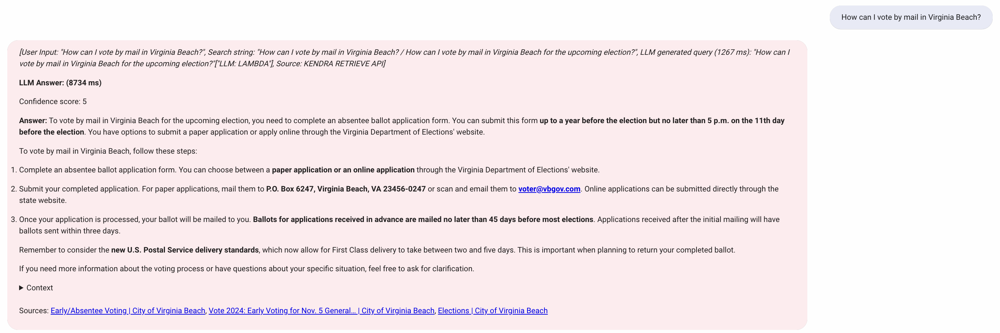 How can I vote by mail in Virginia Beach?
[User Input: "How can I vote by mail in Virginia Beach?", Search string: "How can I vote by mail in Virginia Beach? / How can I vote by mail in Virginia Beach for the upcoming election?", LLM generated query (1267 ms): "How can I
vote by mail in Virginia Beach for the upcoming election?"["LLM: LAMBDA"], Source: KENDRA RETRIEVE API]
LLM Answer: (8734 ms)
Confidence score: 5
Answer: To vote by mail in Virginia Beach for the upcoming election, you need to complete an absentee ballot application form. You can submit this form up to a year before the election but no later than 5 p.m. on the 11th day
before the election. You have options to submit a paper application or apply online through the Virginia Department of Elections' website.
To vote by mail in Virginia Beach, follow these steps:
1. Complete an absentee ballot application form. You can choose between a paper application or an online application through the Virginia Department of Elections' website.
2. Submit your completed application. For paper applications, mail them to P.O. Box 6247, Virginia Beach, VA 23456-0247 or scan and email them to voter@vbgov.com. Online applications can be submitted directly through the
state website.
3. Once your application is processed, your ballot will be mailed to you. Ballots for applications received in advance are mailed no later than 45 days before most elections. Applications received after the initial mailing will have
ballots sent within three days.
Remember to consider the new U.S. Postal Service delivery standards, which now allow for First Class delivery to take between two and five days. This is important when planning to return your completed ballot.
If you need more information about the voting process or have questions about your specific situation, feel free to ask for clarification.
▶ Context
Sources: Early/Absentee Voting | City of Virginia Beach, Vote 2024: Early Voting for Nov. 5 General... | City of Virginia Beach, Elections | City of Virginia Beach